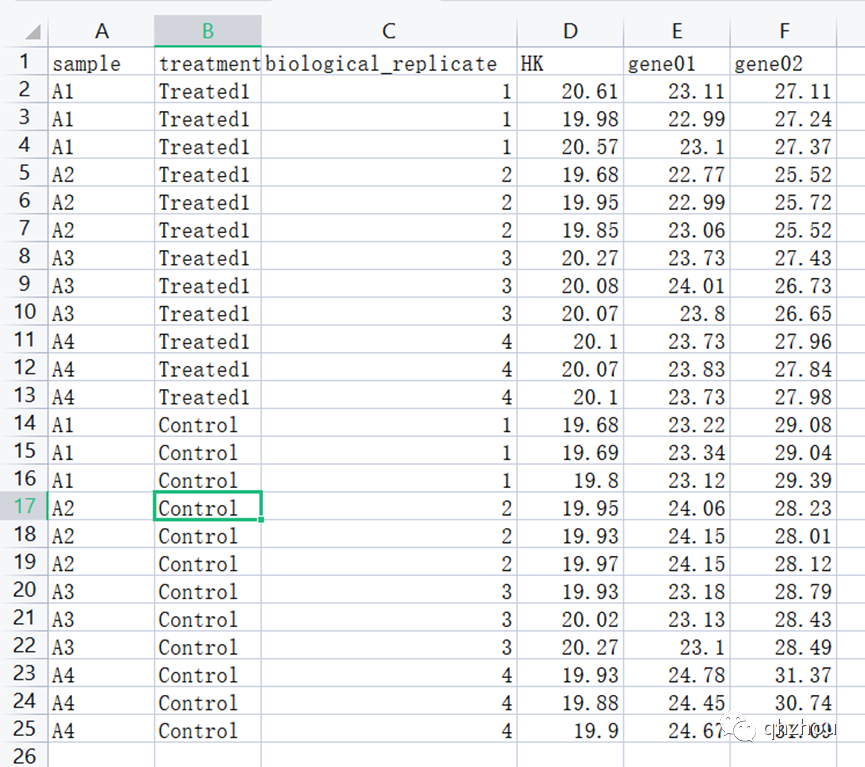 A B C D E F
1 sample treatment biological_replicate HK gene01 gene02
2 A1 Treated1 1 20.61 23.11 27.11
3 A1 Treated1 1 19.98 22.99 27.24
4 A1 Treated1 1 20.57 23.1 27.37
5 A2 Treated1 2 19.68 22.77 25.52
6 A2 Treated1 2 19.95 22.99 25.72
7 A2 Treated1 2 19.85 23.06 25.52
8 A3 Treated1 3 20.27 23.73 27.43
9 A3 Treated1 3 20.08 24.01 26.73
10 A3 Treated1 3 20.07 23.8 26.65
11 A4 Treated1 4 20.1 23.73 27.96
12 A4 Treated1 4 20.07 23.83 27.84
13 A4 Treated1 4 20.1 23.73 27.98
14 A1 Control 1 19.68 23.22 29.08
15 A1 Control 1 19.69 23.34 29.04
16 A1 Control 1 19.8 23.12 29.39
17 A2 Control 2 19.95 24.06 28.23
18 A2 Control 2 19.93 24.15 28.01
19 A2 Control 2 19.97 24.15 28.12
20 A3 Control 3 19.93 23.18 28.79
21 A3 Control 3 20.02 23.13 28.43
22 A3 Control 3 20.27 23.1 28.49
23 A4 Control 4 19.93 24.78 31.37
24 A4 Control 4 19.88 24.45 30.74
25 A4 Control 4 19.9 24.67 qhzhou
26